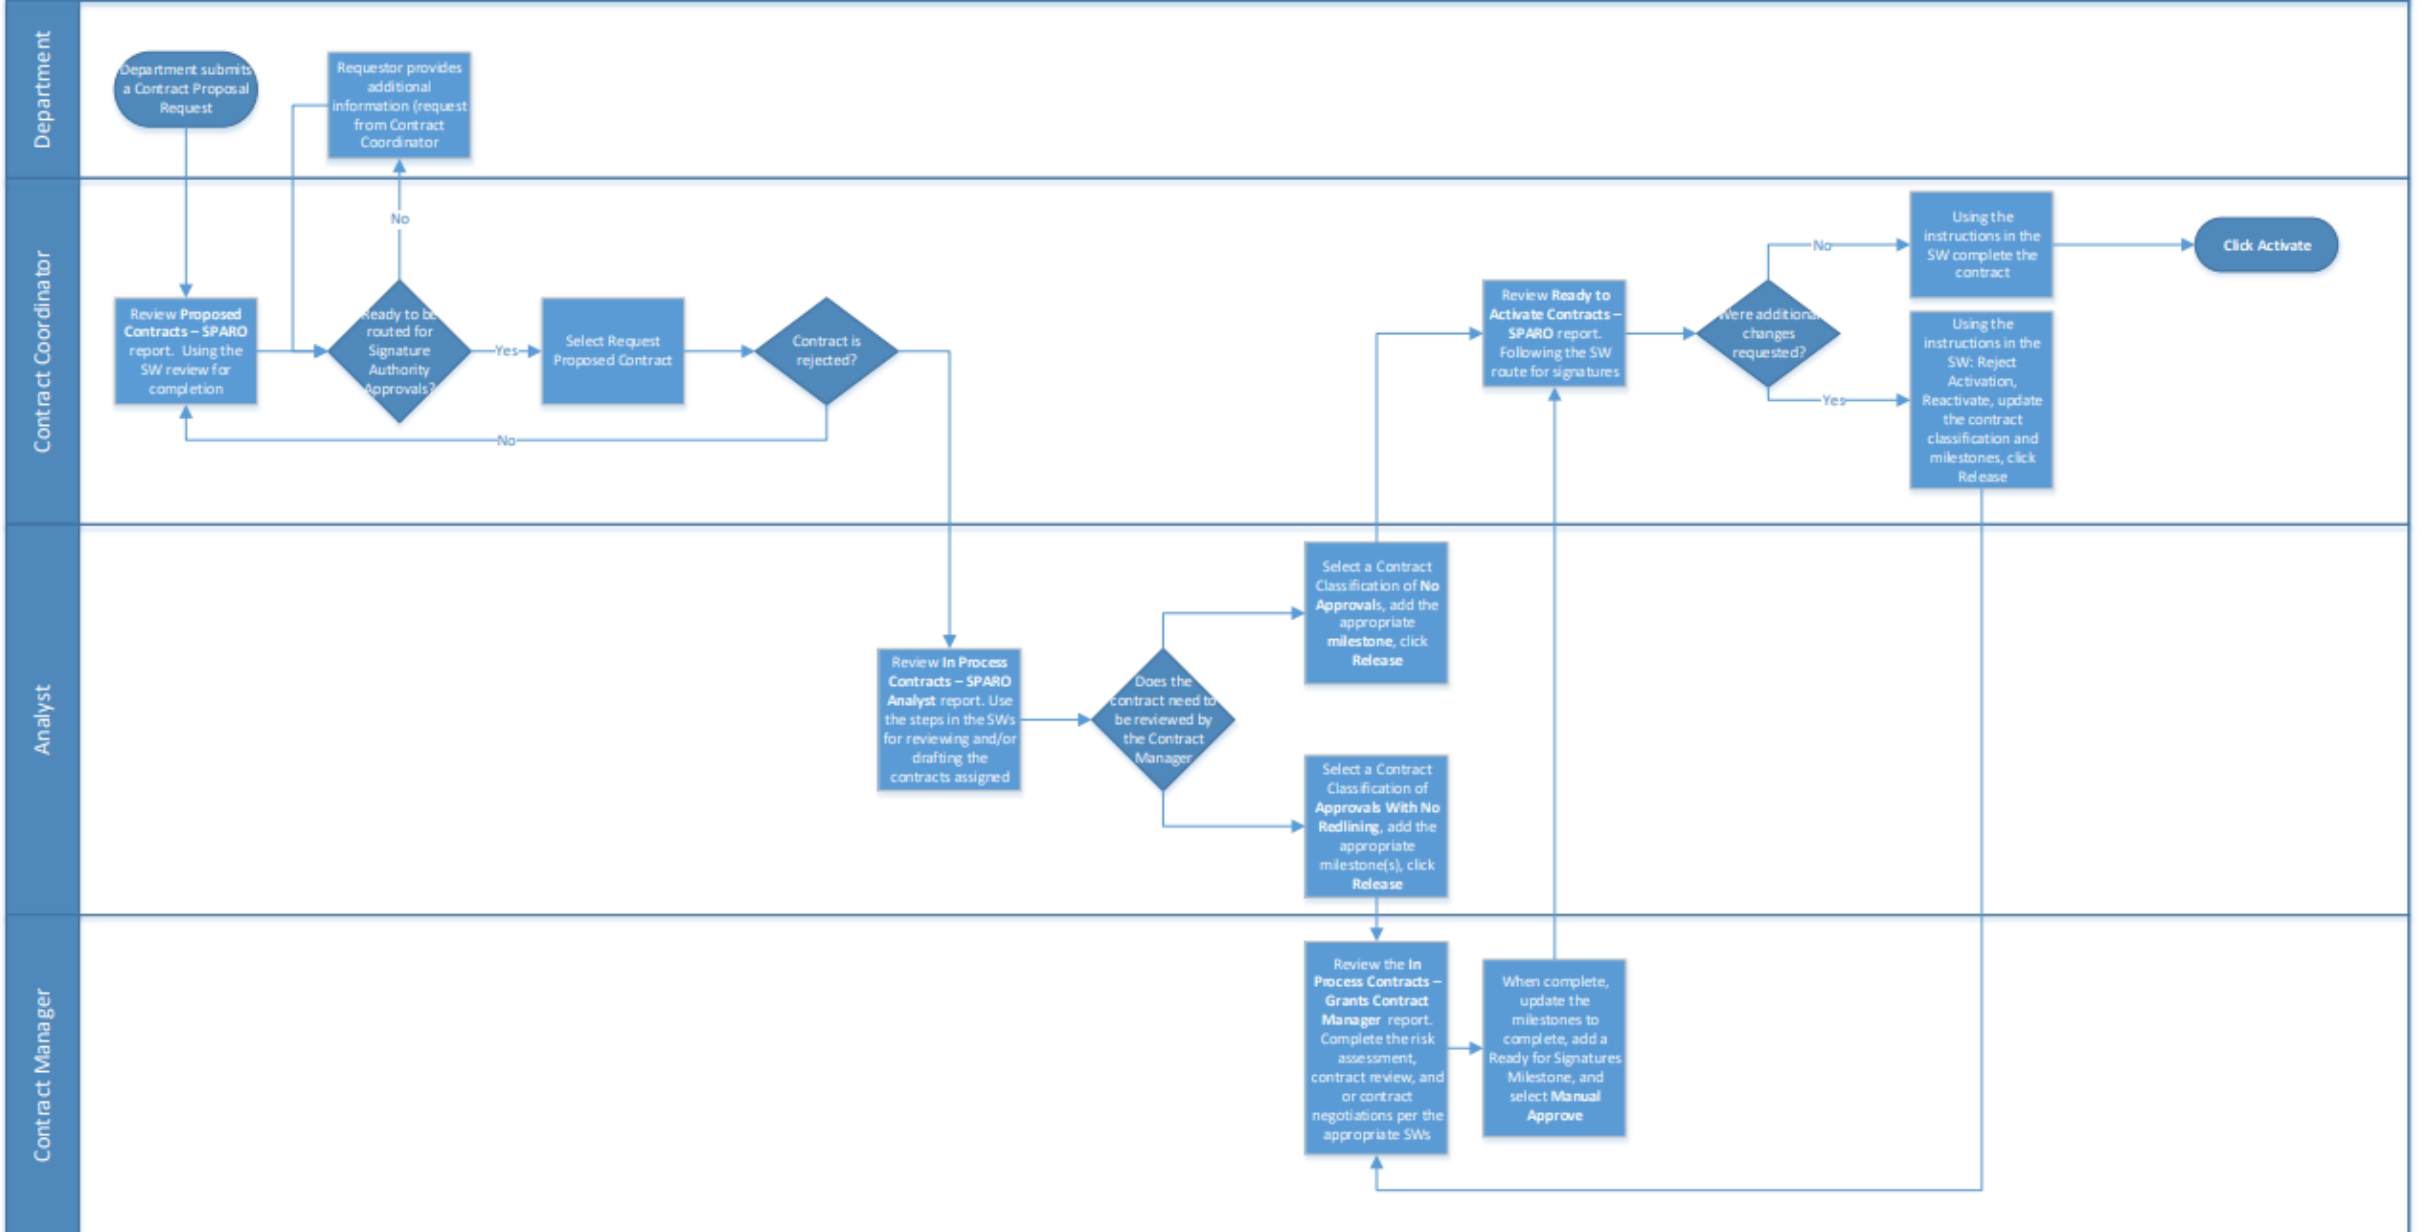 Department
Department submits
a Contract Proposal
Request
Requestor provides
additional
information (request
from Contract
Coordinator
Contract Coordinator
Review Proposed
Contracts – SPARO
report. Using the
SW review for
completion
No
Ready to be
routed for
Signature
Authority
Approvals?
Yes
Select Request
Proposed Contract
Contract is
rejected?
No
Review Ready to
Activate Contracts –
SPARO report.
Following the SW
route for signatures
Were additional
changes
requested?
No
Using the
instructions in the
SW complete the
contract
Click Activate
Yes
Using the
instructions in the
SW: Reject
Activation,
Reactivate, update
the contract
classification and
milestones, click
Release
Analyst
Review In Process
Contracts – SPARO
Analyst report. Use
the steps in the SWs
for reviewing and/or
drafting the
contracts assigned
Does the
contract need to
be reviewed by
the Contract
Manager
Select a Contract
Classification of No
Approvals, add the
appropriate
milestone, click
Release
Select a Contract
Classification of
Approvals With No
Redlining, add the
appropriate
milestone(s), click
Release
Contract Manager
Review the In
Process Contracts –
Grants Contract
Manager report.
Complete the risk
assessment,
contract review, and
or contract
negotiations per the
appropriate SWs
When complete,
update the
milestones to
complete, add a
Ready for Signatures
Milestone, and
select Manual
Approve